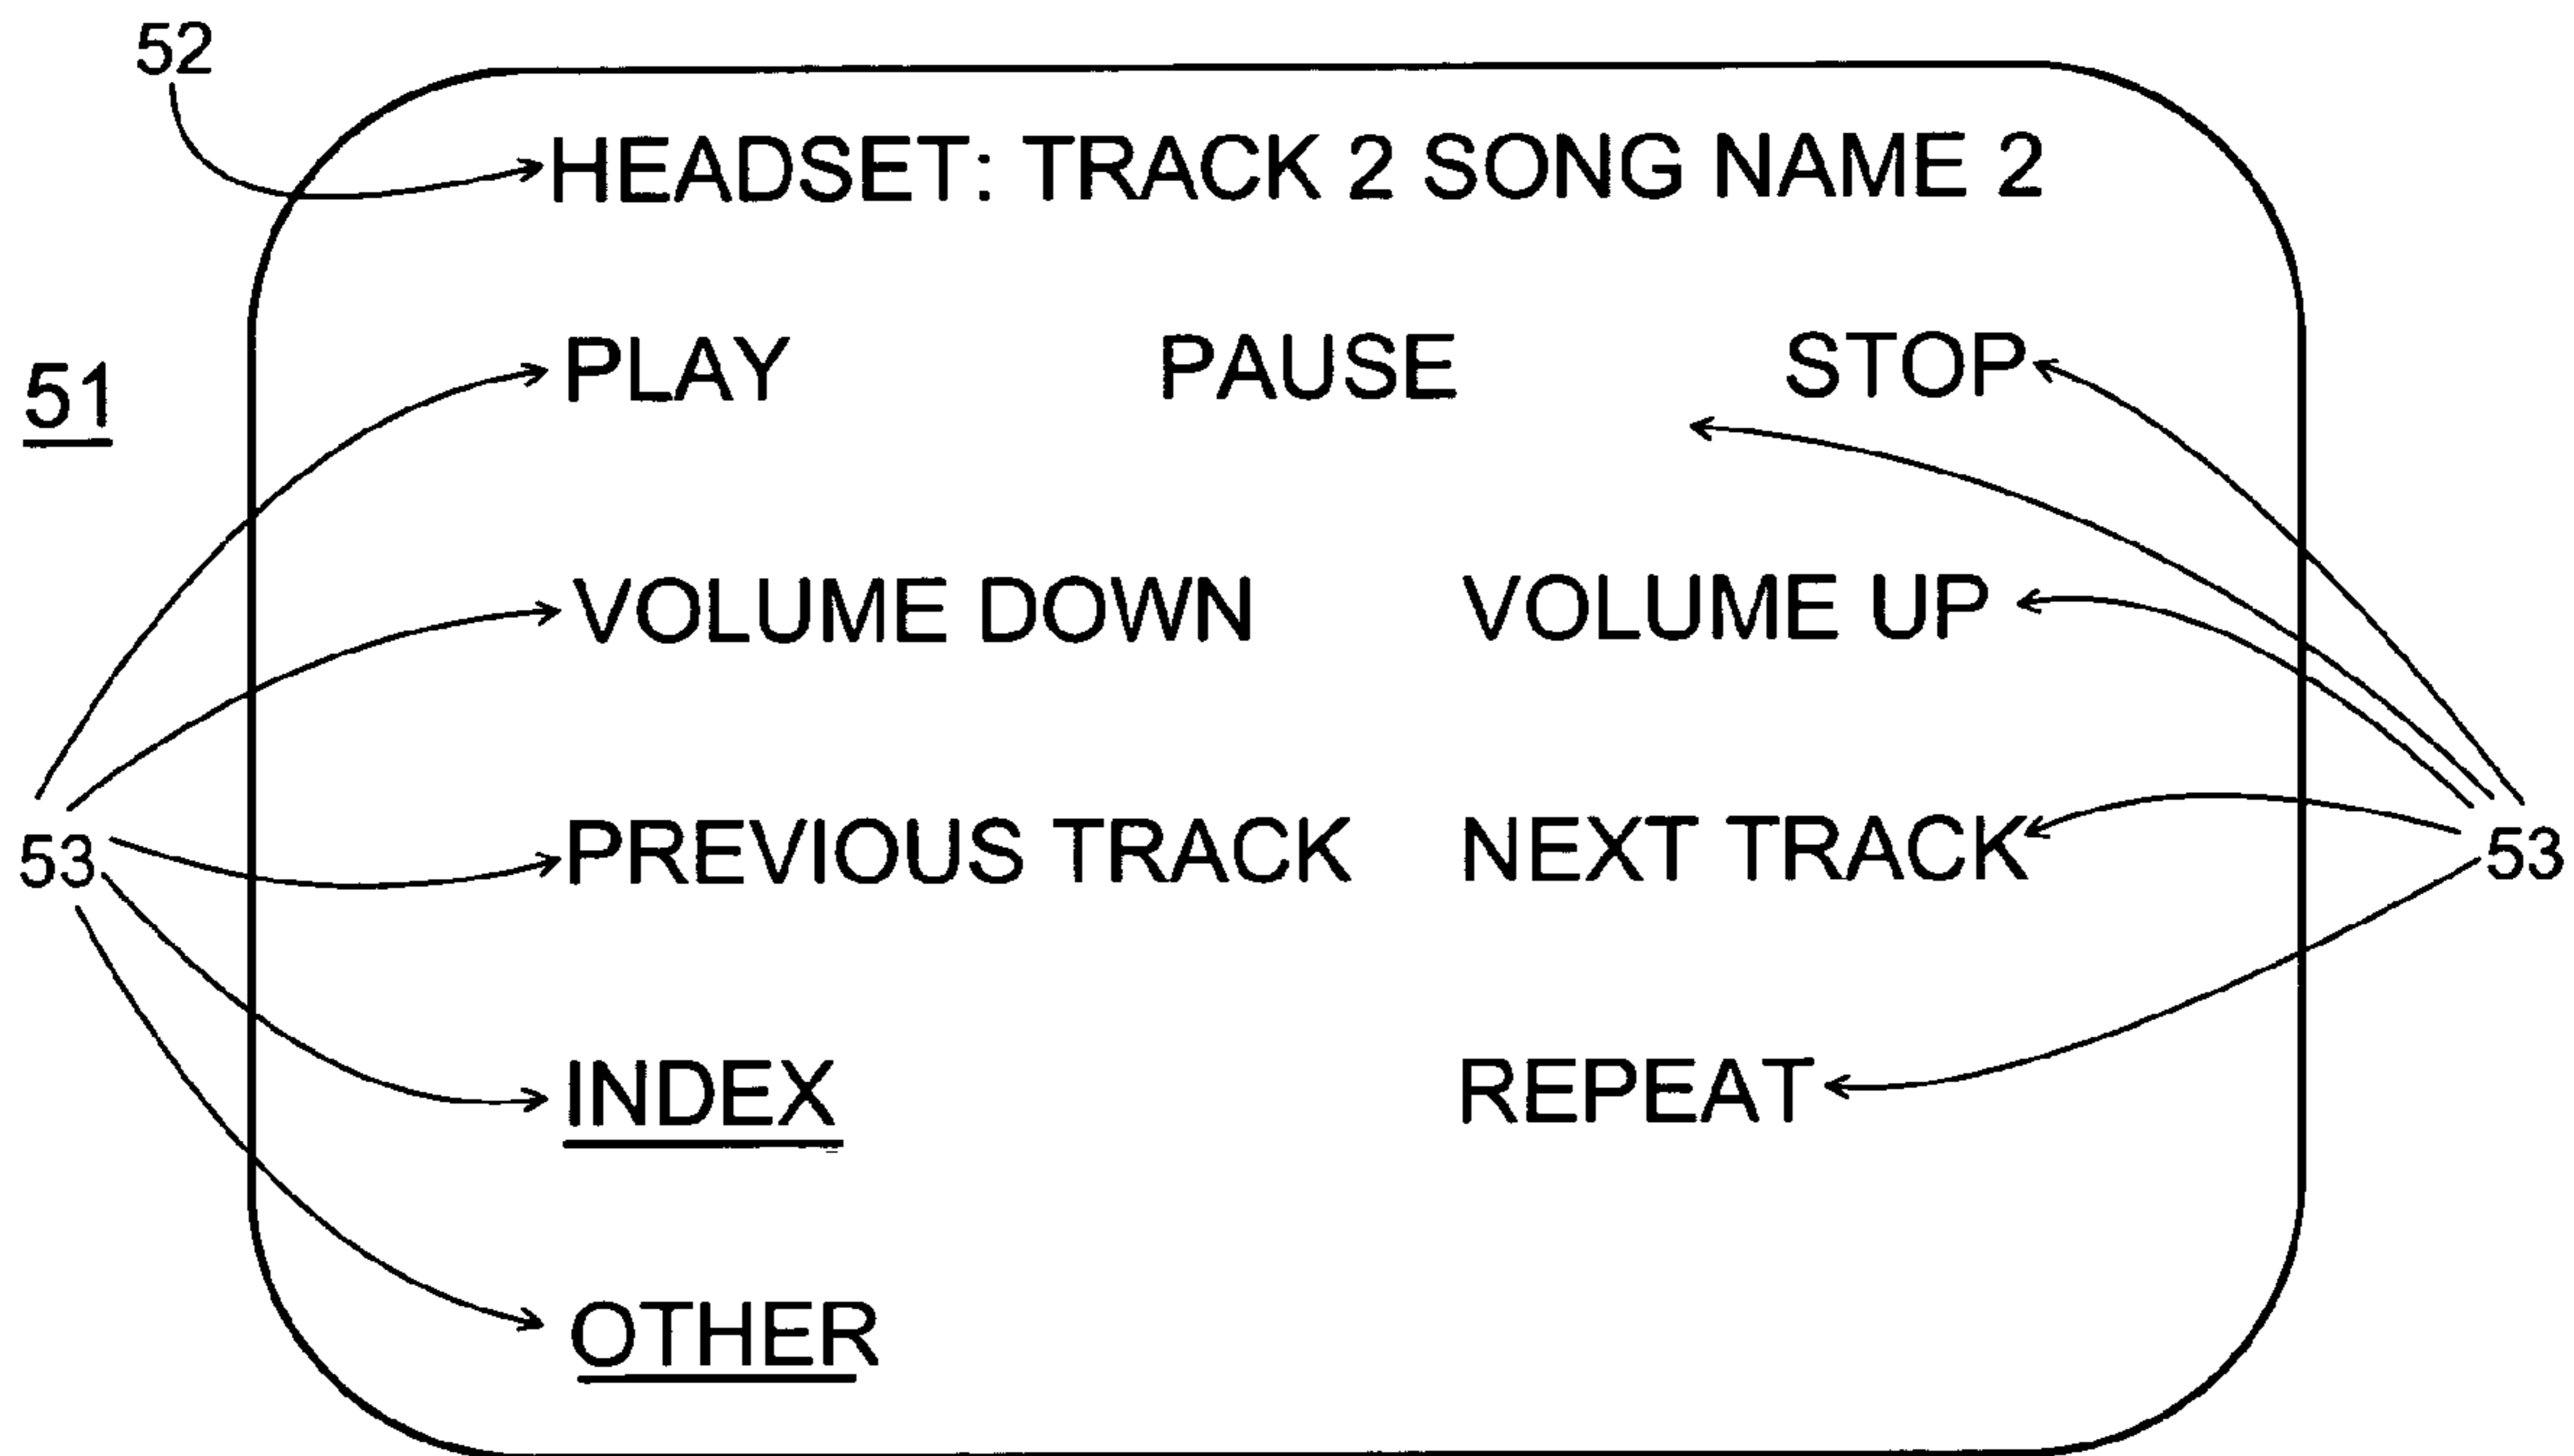 52
HEADSET: TRACK 2 SONG NAME 2
PLAY PAUSE STOP
51
VOLUME DOWN VOLUME UP
53 PREVIOUS TRACK NEXT TRACK 53
INDEX REPEAT
OTHER